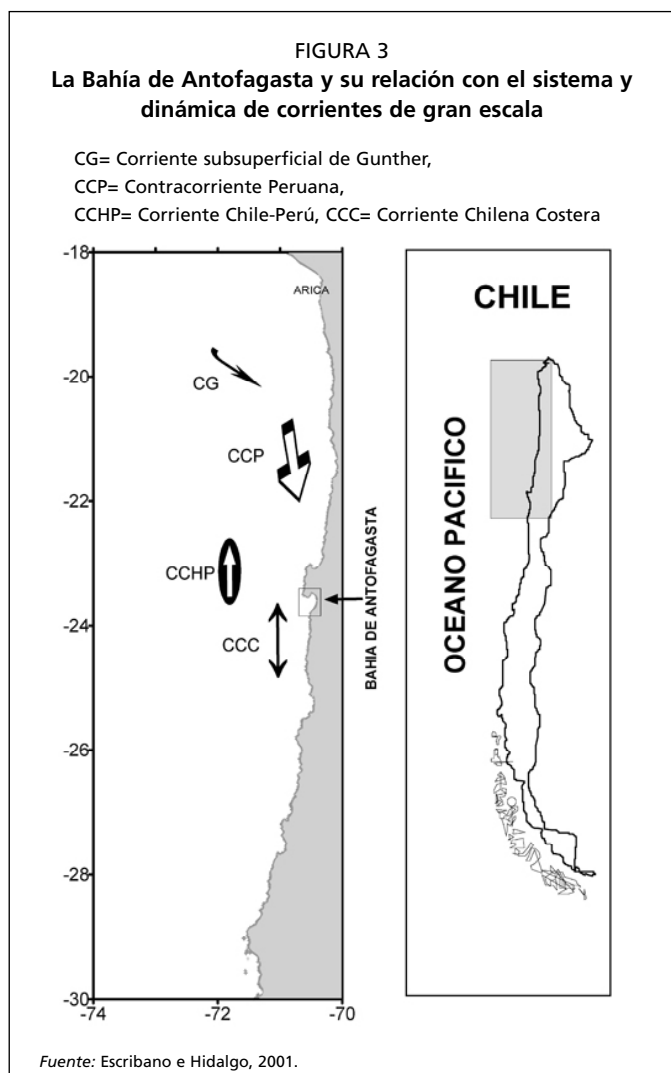 FIGURA 3
La Bahía de Antofagasta y su relación con el sistema y
dinámica de corrientes de gran escala
CG= Corriente subsuperficial de Gunther,
CCP= Contracorriente Peruana,
CCHP= Corriente Chile-Perú, CCC= Corriente Chilena Costera
-18
ARICA
-20
CG
CCP
-22
CCHP
-24
CCC
BAHIA DE ANTOFAGASTA
-26
-28
-30
-74
-72
-70
CHILE
OCEANO PACIFICO
Fuente: Escribano e Hidalgo, 2001.